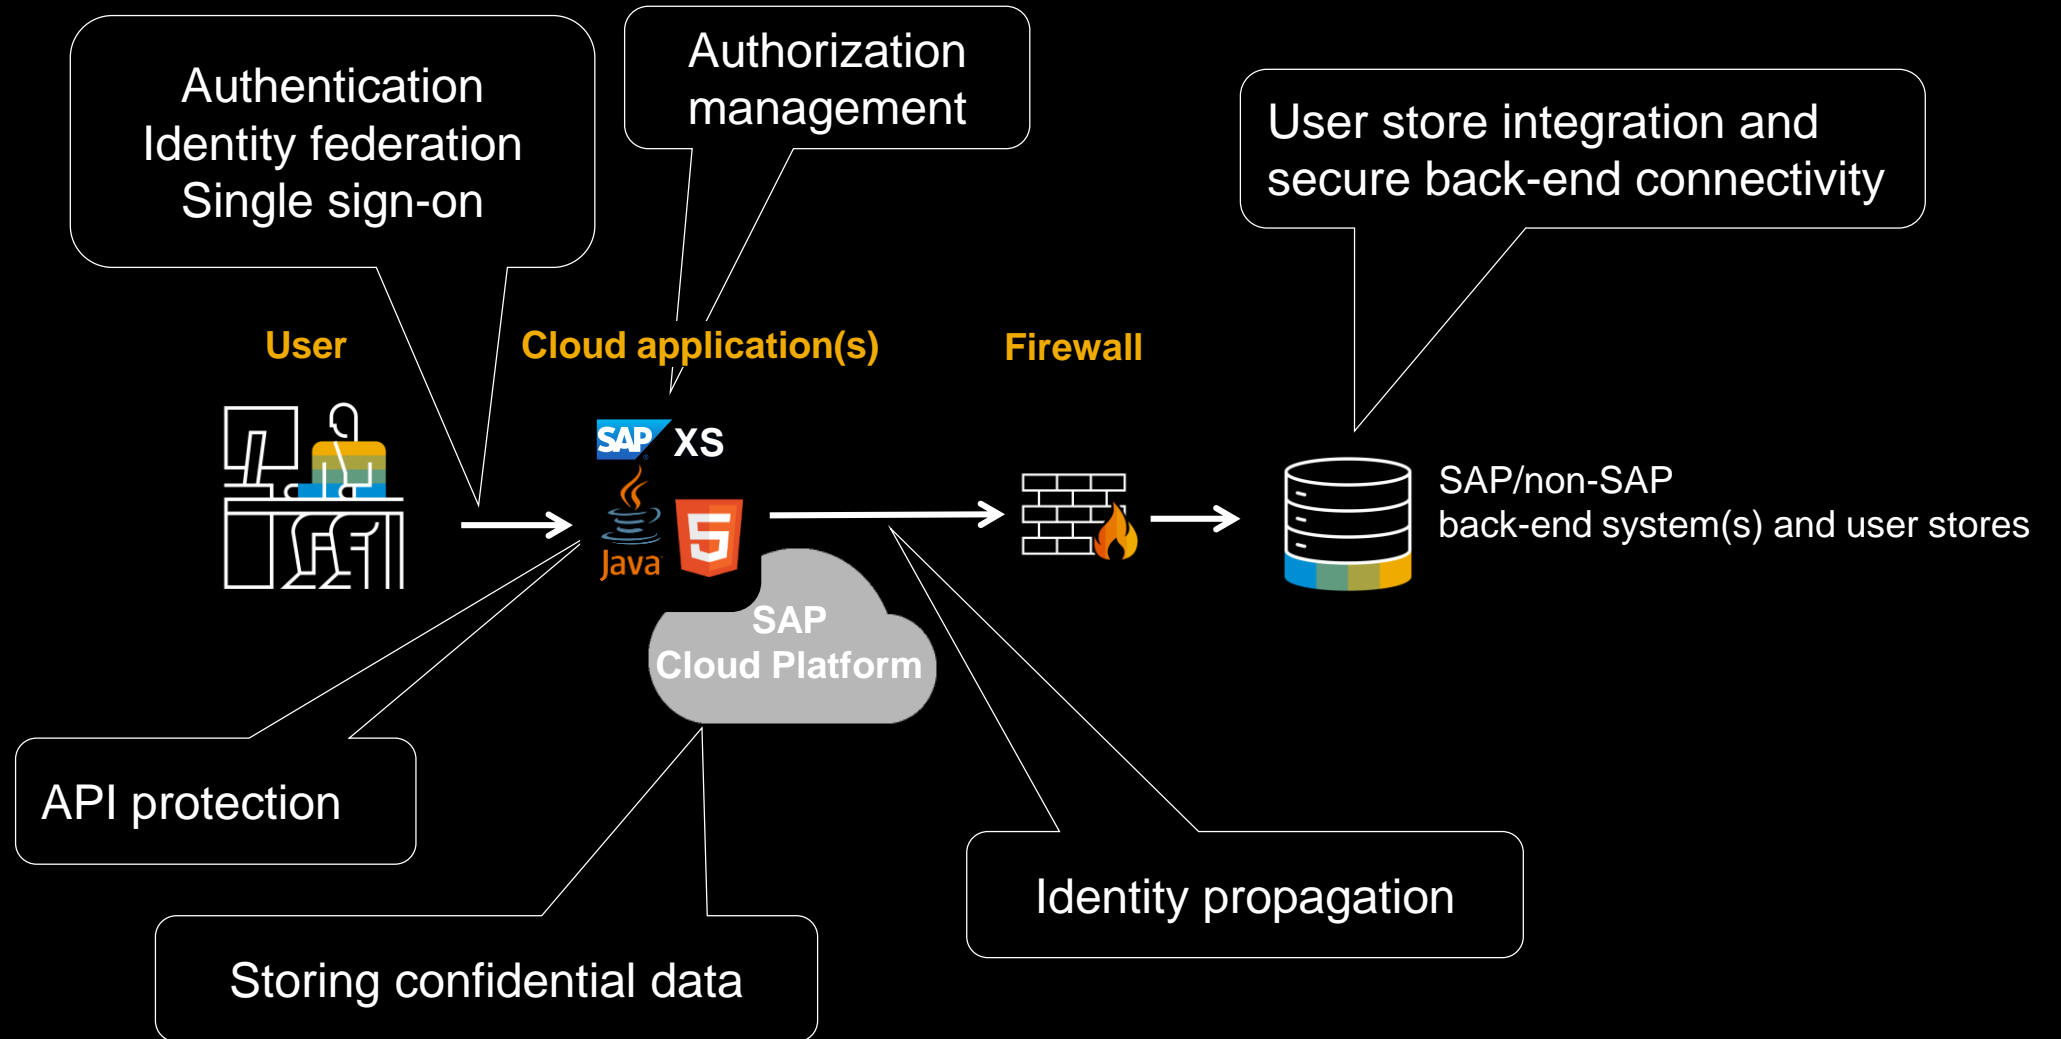 Authentication
Identity federation
Single sign-on
Authorization
management
User store integration and
secure back-end connectivity
User
Cloud application(s)
Firewall
SAP XS
Java
5
SAP/non-SAP
back-end system(s) and user stores
SAP
Cloud Platform
API protection
Identity propagation
Storing confidential data